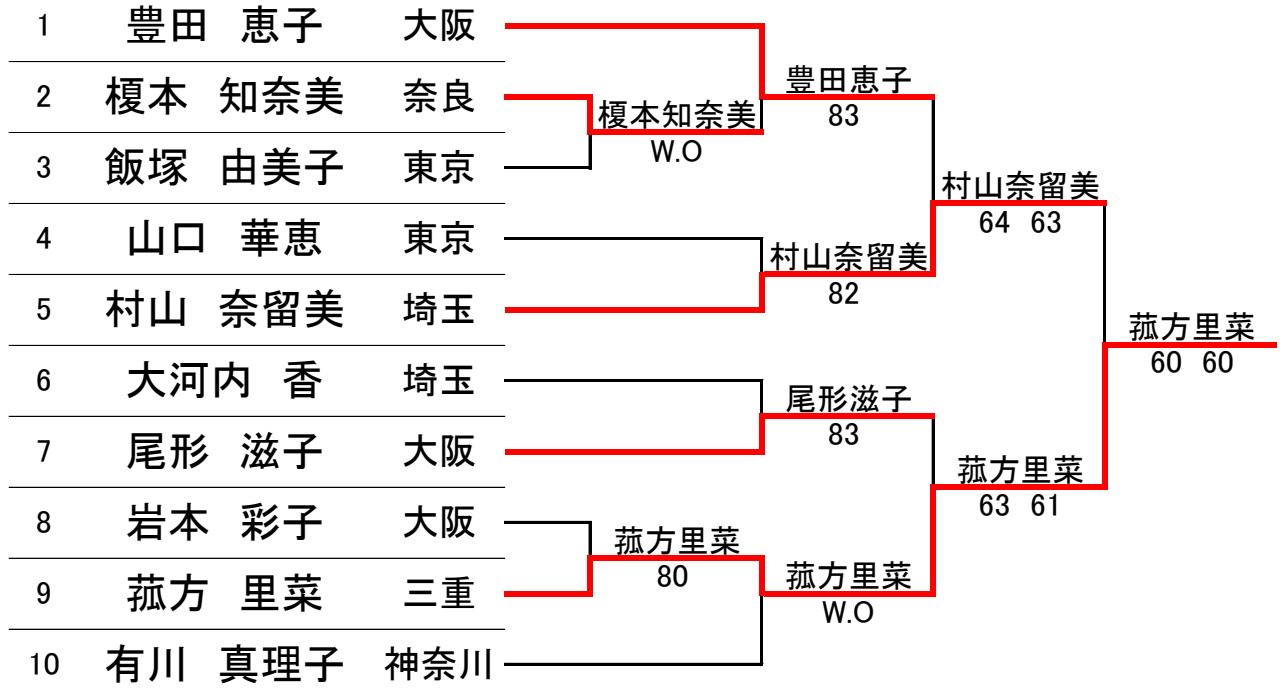 1 豊田 恵子 大阪
2 榎本 知奈美 奈良
3 飯塚 由美子 東京
4 山口 華恵 東京
5 村山 奈留美 埼玉
6 大河内 香 埼玉
7 尾形 滋子 大阪
8 岩本 彩子 大阪
9 菰方 里菜 三重
10 有川 真理子 神奈川
榎本知奈美
W.O
菰方里菜
80
豊田恵子
83
村山奈留美
82
尾形滋子
83
菰方里菜
W.O
村山奈留美
64 63
菰方里菜
63 61
菰方里菜
60 60